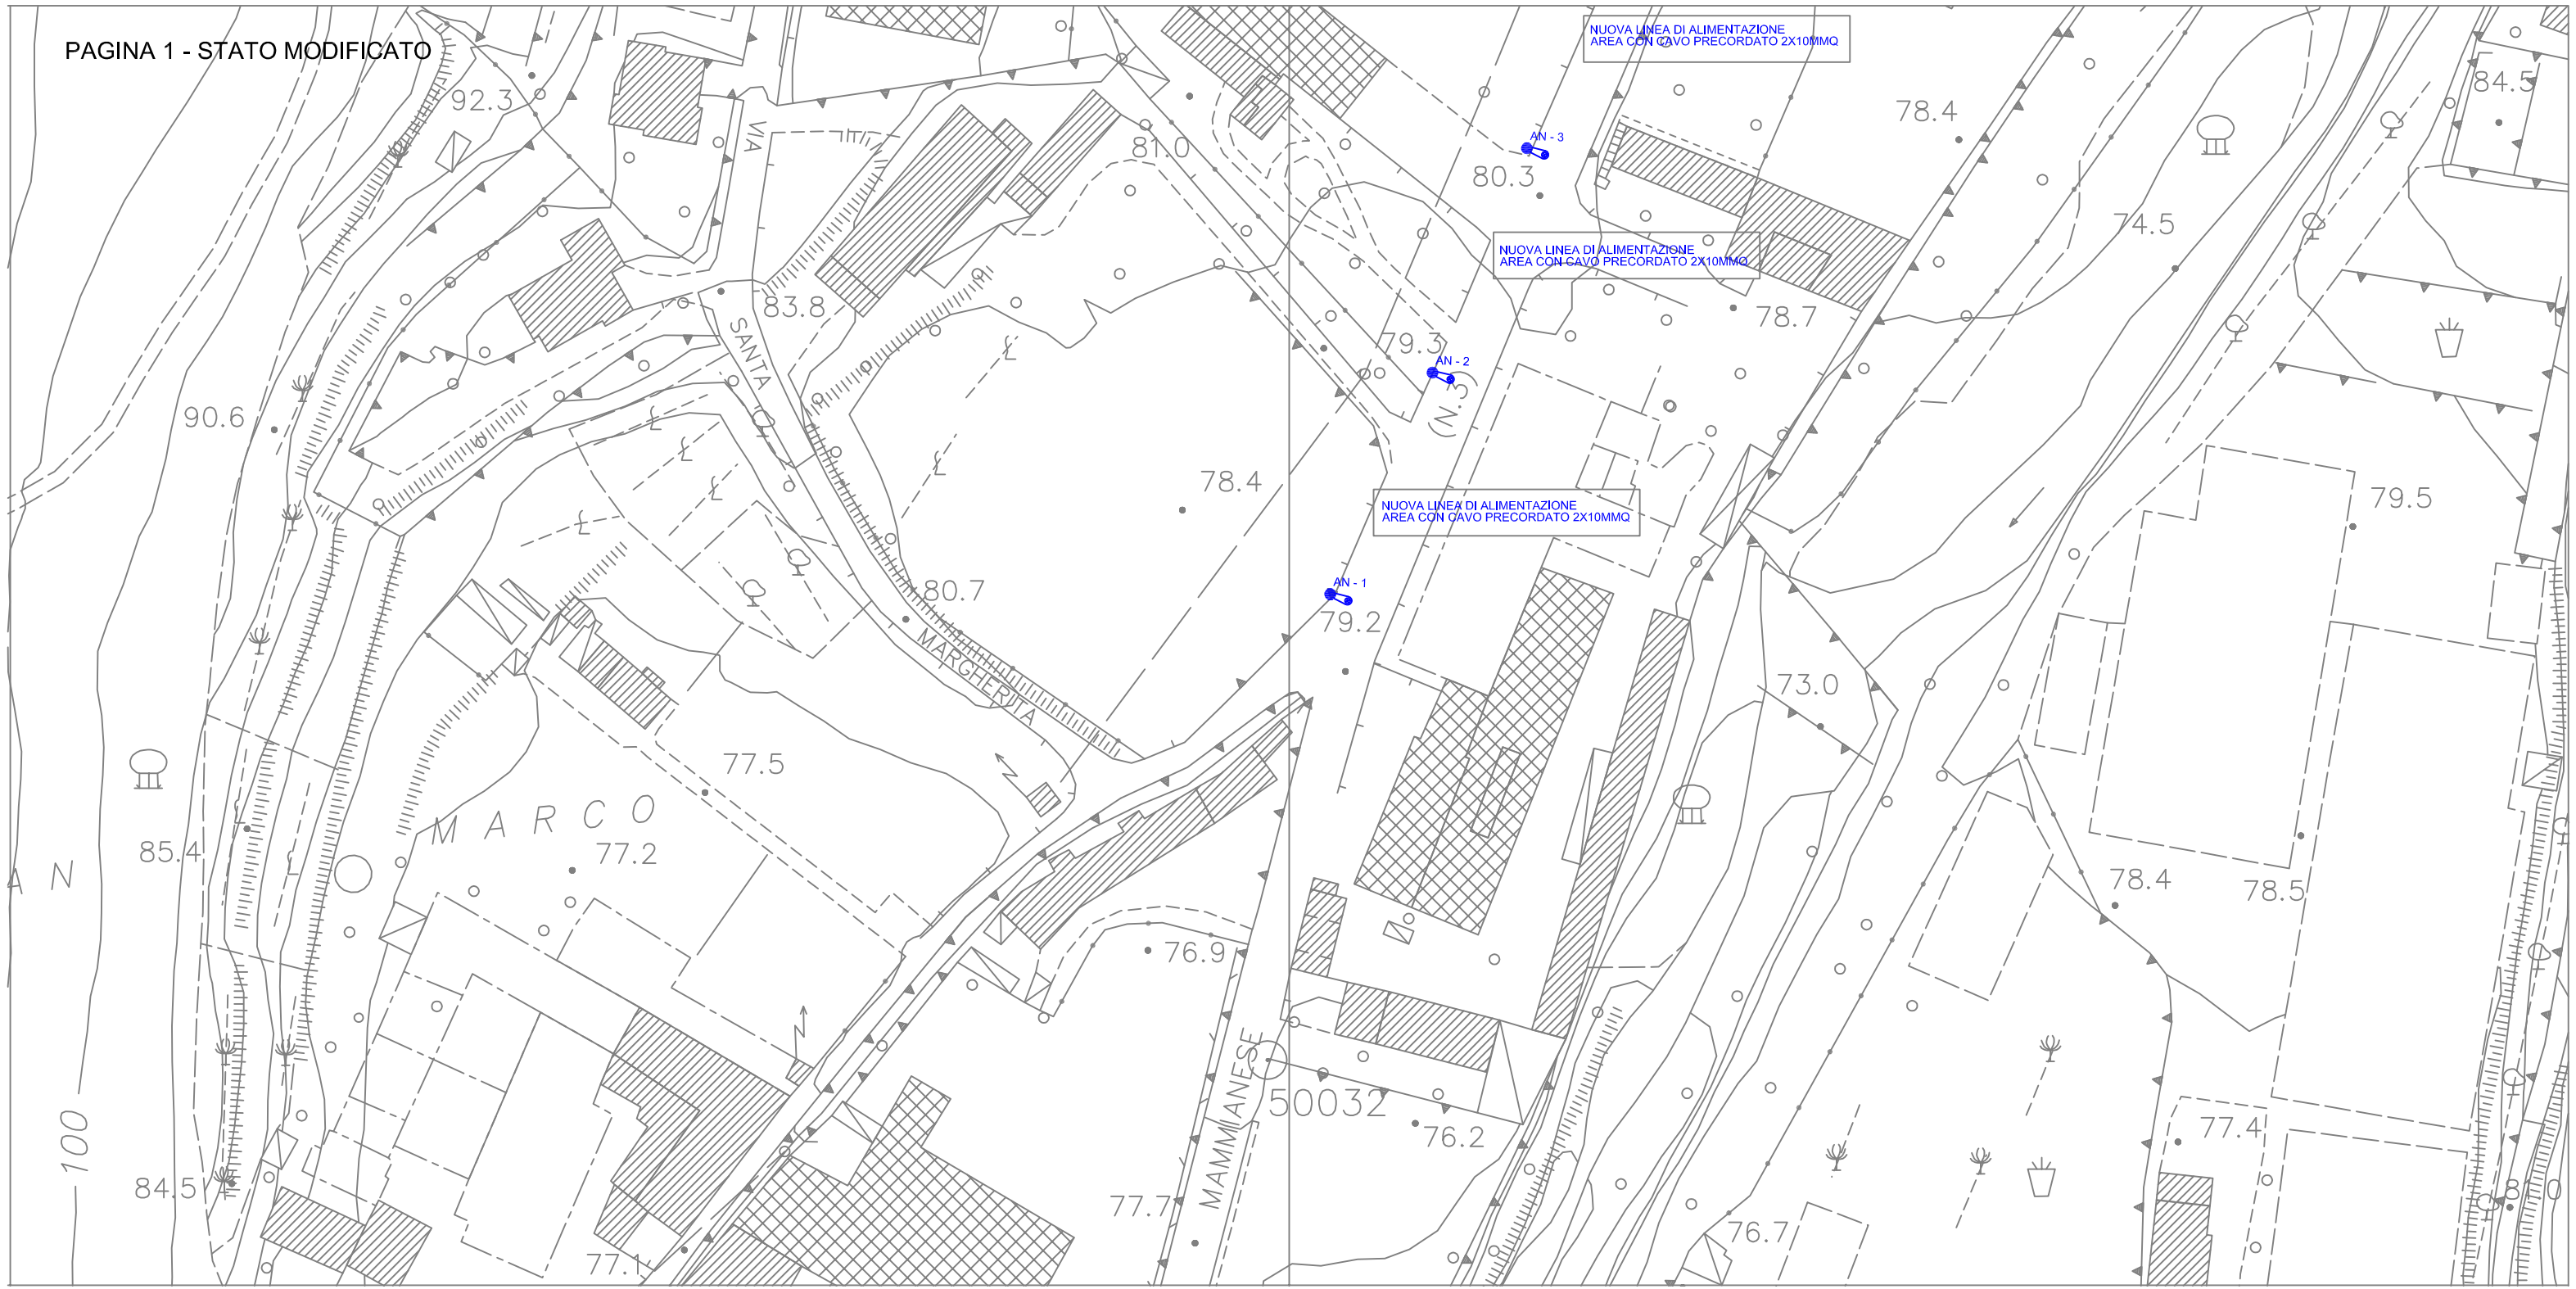 PAGINA 1 - STATO MODIFICATO
NUOVA LINEA DI ALIMENTAZIONE
AREA CON CAVO PRECORDATO 2X10MMQ
92.3
84.5
78.4
VIA
81.0
AN - 3
80.3
74.5
NUOVA LINEA DI ALIMENTAZIONE
AREA CON CAVO PRECORDATO 2X10MMQ
83.8
78.7
SANTA
79.3
AN - 2
(N.3)
90.6
78.4
79.5
NUOVA LINEA DI ALIMENTAZIONE
AREA CON CAVO PRECORDATO 2X10MMQ
80.7
AN - 1
79.2
MARGHERITA
73.0
77.5
MARCO
77.2
85.4
A N
78.4
78.5
76.9
MAMMIANESE
50032
100
76.2
77.4
84.5
77.7
81.0
76.7
77.1